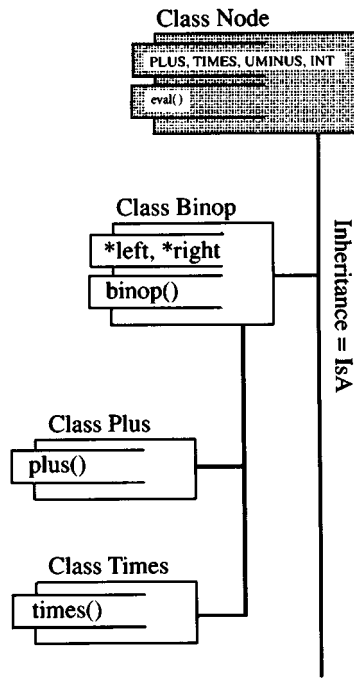 Class Node
PLUS, TIMES, UMINUS, INT
eval()
Class Binop
*left, *right
binop()
Inheritance = IsA
Class Plus
plus()
Class Times
times()